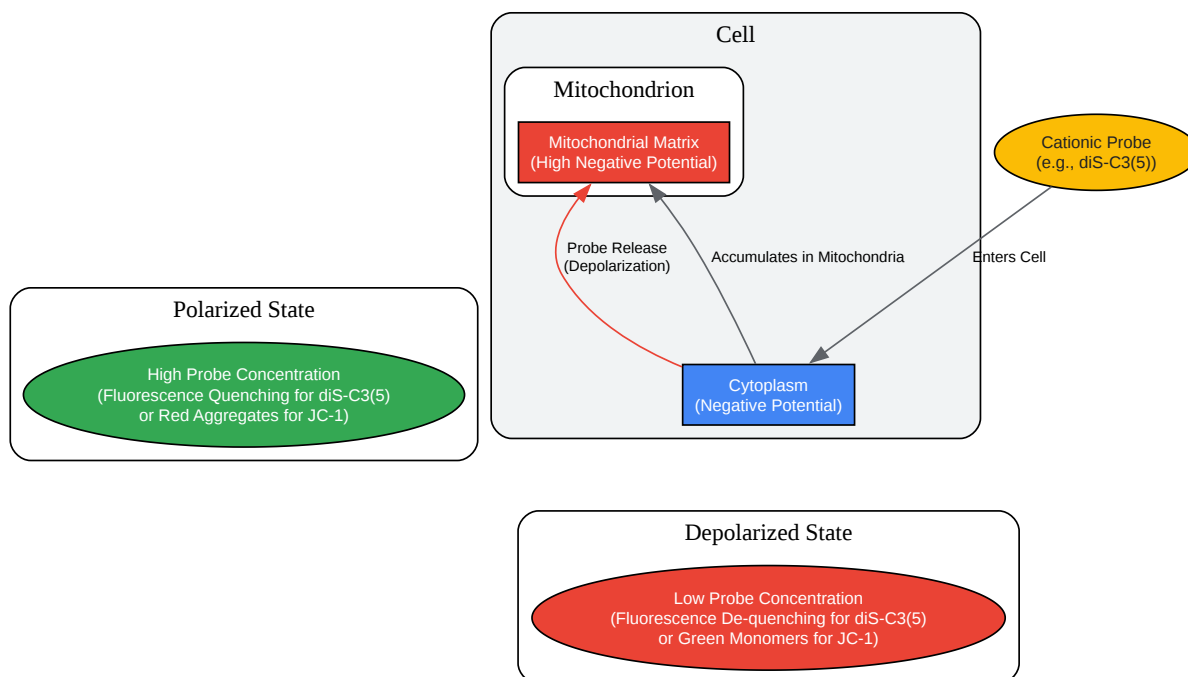 Cell
Mitochondrion
Mitochondrial Matrix
(High Negative Potential)
Cationic Probe
(e.g., diS-C3(5))
Probe Release
(Depolarization)
Accumulates in Mitochondria
Enters Cell
Polarized State
High Probe Concentration
(Fluorescence Quenching for diS-C3(5)
or Red Aggregates for JC-1)
Cytoplasm
(Negative Potential)
Depolarized State
Low Probe Concentration
(Fluorescence De-quenching for diS-C3(5)
or Green Monomers for JC-1)